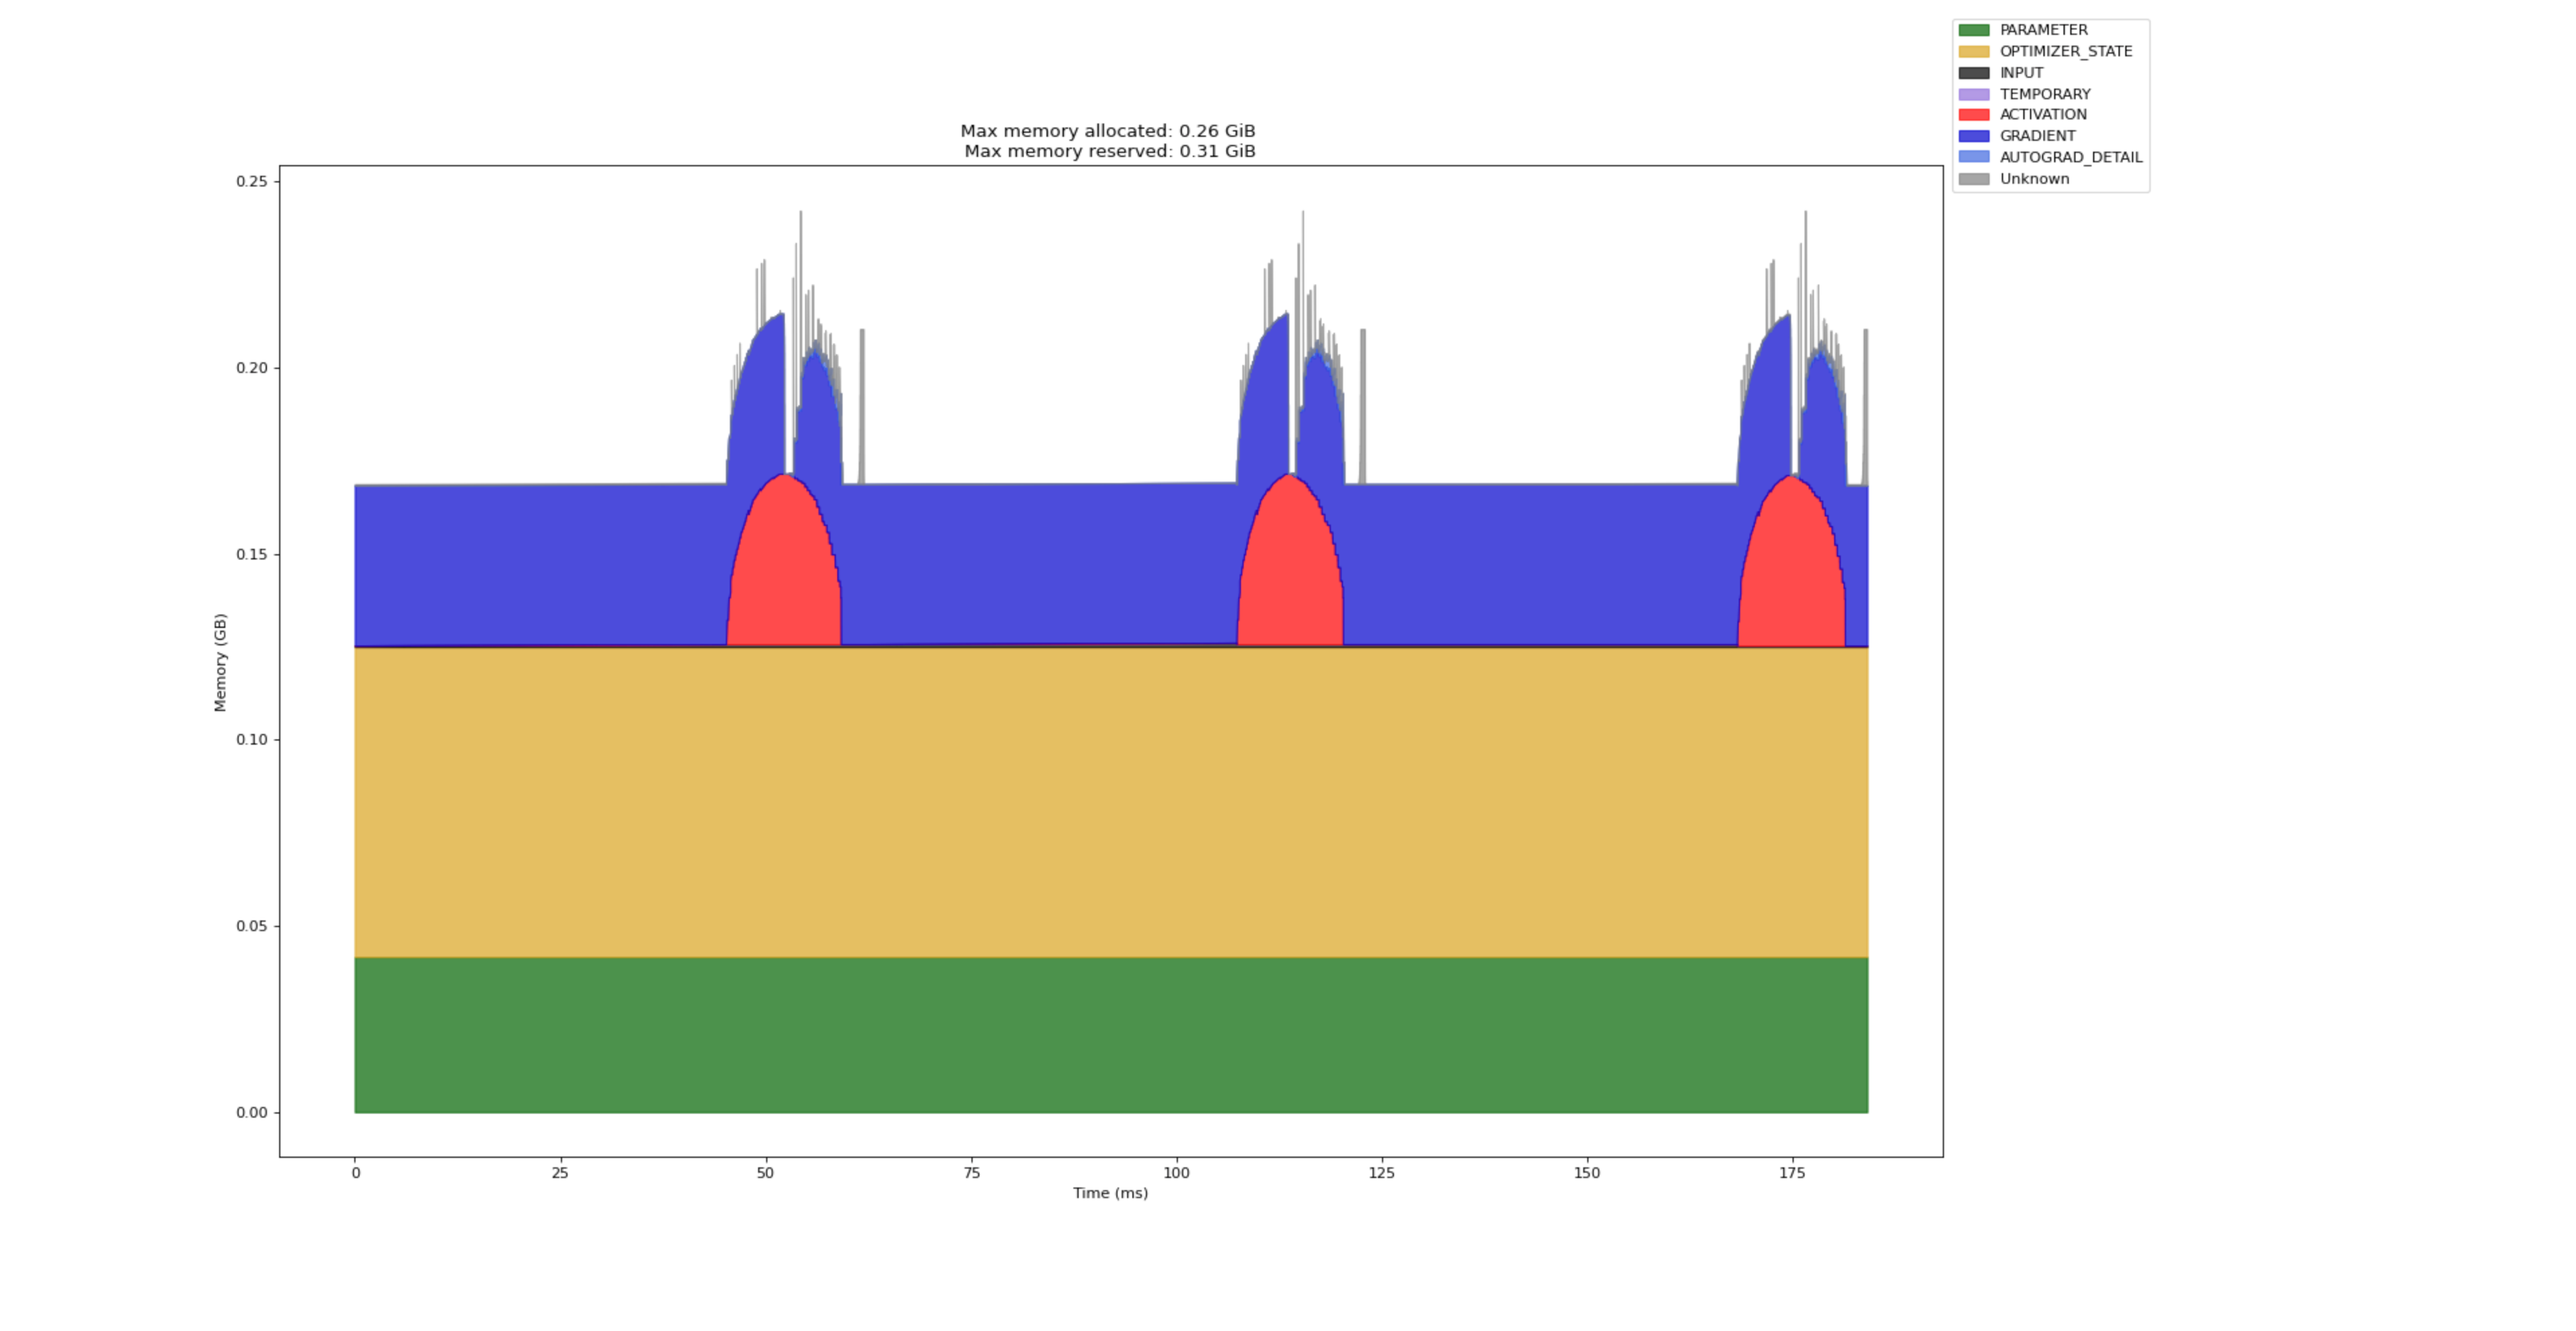 PARAMETER
OPTIMIZER_STATE
INPUT
TEMPORARY
ACTIVATION
GRADIENT
AUTOGRAD_DETAIL
Unknown
Max memory allocated: 0.26 GiB
Max memory reserved: 0.31 GiB
0.25
0.20
0.15
0.10
0.05
0.00
Memory (GB)
0 25 50 75 100 125 150 175
Time (ms)